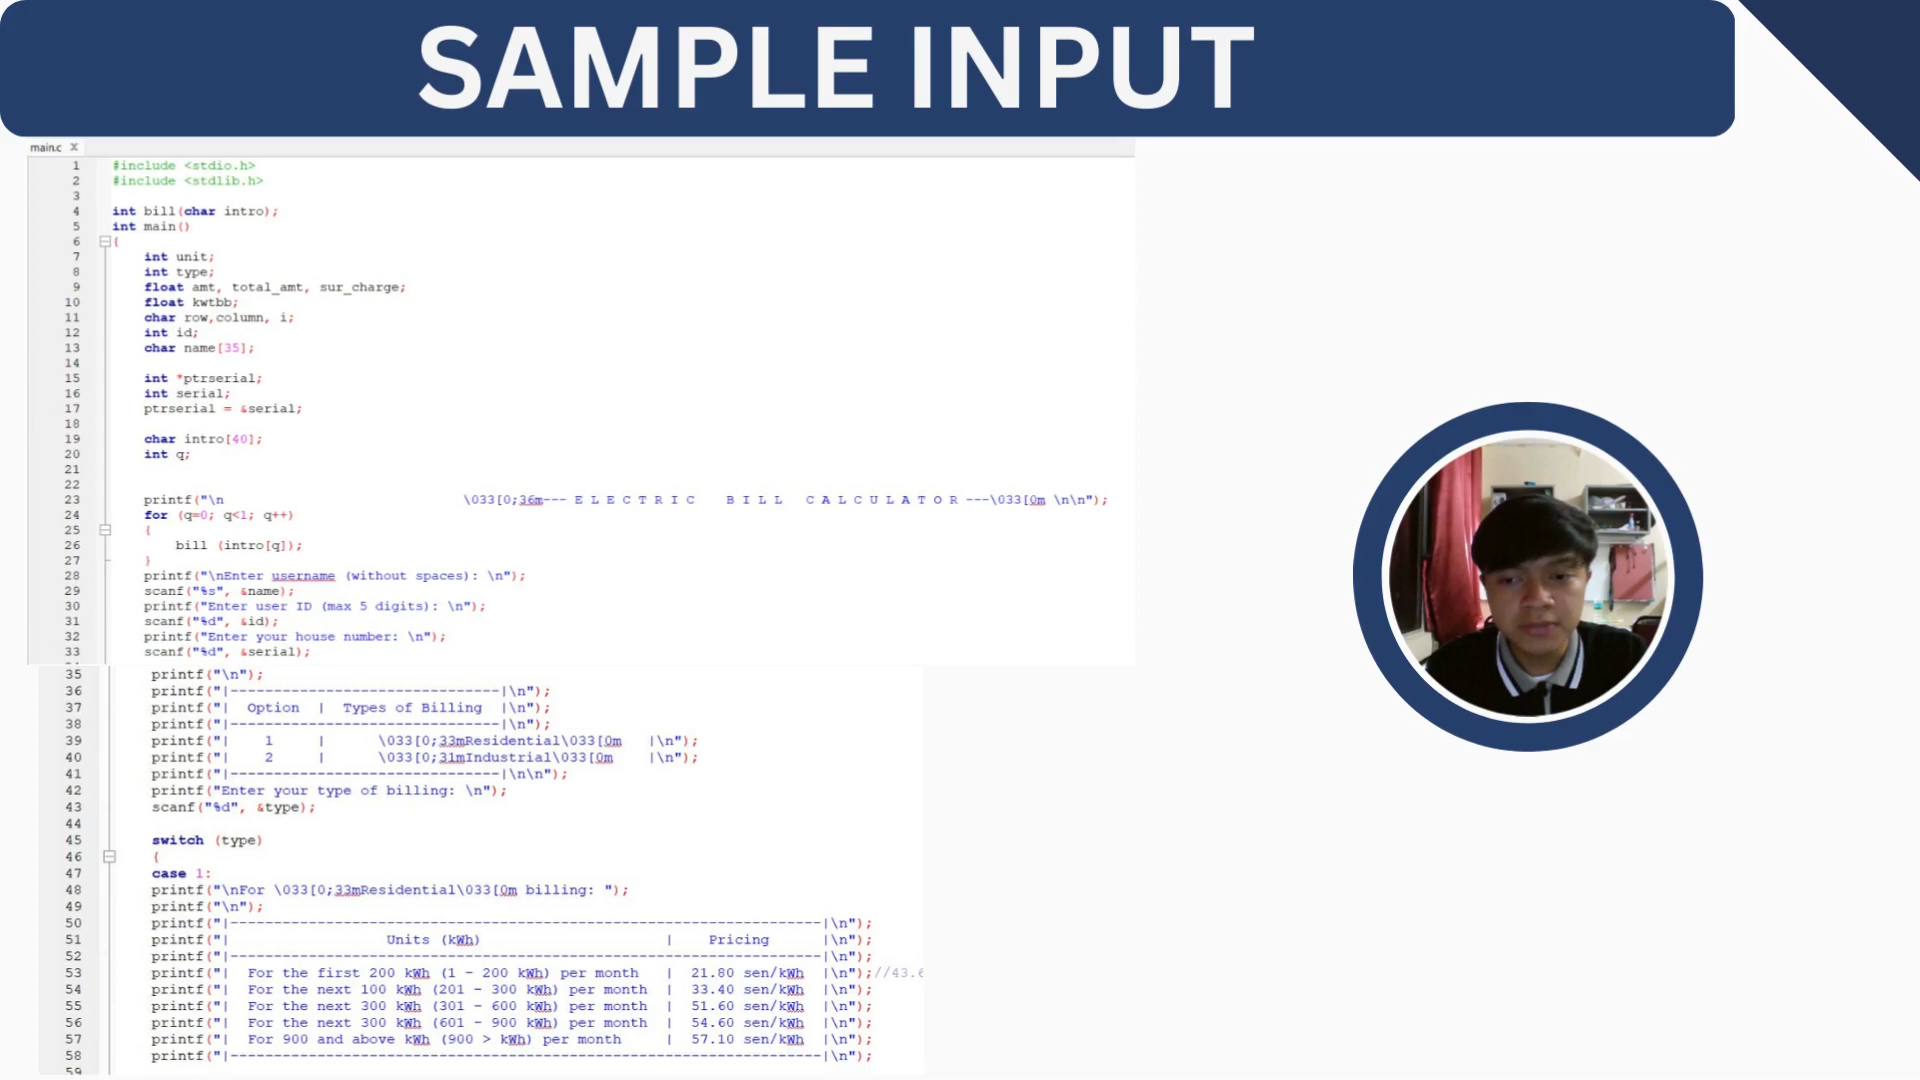 SAMPLE INPUT
main.c X
1 #include <stdio.h>
2 #include <stdlib.h>
3
4 int bill(char intro);
5 int main()
6 {
7 int unit;
8 int type;
9 float amt, total_amt, sur_charge;
10 float kwtbb;
11 char row,column, i;
12 int id;
13 char name[35];
14
15 int *ptrserial;
16 int serial;
17 ptrserial = &serial;
18
19 char intro[40];
20 int q;
21
22
23 printf("\n \033[0;36m--- E L E C T R I C   B I L L   C A L C U L A T O R ---\033[0m \n\n");
24 for (q=0; q<1; q++)
25 {
26 bill (intro[q]);
27 }
28 printf("\nEnter username (without spaces): \n");
29 scanf("%s", &name);
30 printf("Enter user ID (max 5 digits): \n");
31 scanf("%d", &id);
32 printf("Enter your house number: \n");
33 scanf("%d", &serial);
35 printf("\n");
36 printf("|-------------------------------|\n");
37 printf("|  Option  |  Types of Billing  |\n");
38 printf("|-------------------------------|\n");
39 printf("|    1     |      \033[0;33mResidential\033[0m   |\n");
40 printf("|    2     |      \033[0;31mIndustrial\033[0m    |\n");
41 printf("|-------------------------------|\n\n");
42 printf("Enter your type of billing: \n");
43 scanf("%d", &type);
44
45 switch (type)
46 {
47 case 1:
48 printf("\nFor \033[0;33mResidential\033[0m billing: ");
49 printf("\n");
50 printf("|--------------------------------------------------------------------|\n");
51 printf("|                  Units (kWh)                     |    Pricing      |\n");
52 printf("|--------------------------------------------------------------------|\n");
53 printf("|  For the first 200 kWh (1 - 200 kWh) per month   |  21.80 sen/kWh  |\n");//43.6
54 printf("|  For the next 100 kWh (201 - 300 kWh) per month  |  33.40 sen/kWh  |\n");
55 printf("|  For the next 300 kWh (301 - 600 kWh) per month  |  51.60 sen/kWh  |\n");
56 printf("|  For the next 300 kWh (601 - 900 kWh) per month  |  54.60 sen/kWh  |\n");
57 printf("|  For 900 and above kWh (900 > kWh) per month     |  57.10 sen/kWh  |\n");
58 printf("|--------------------------------------------------------------------|\n");
59